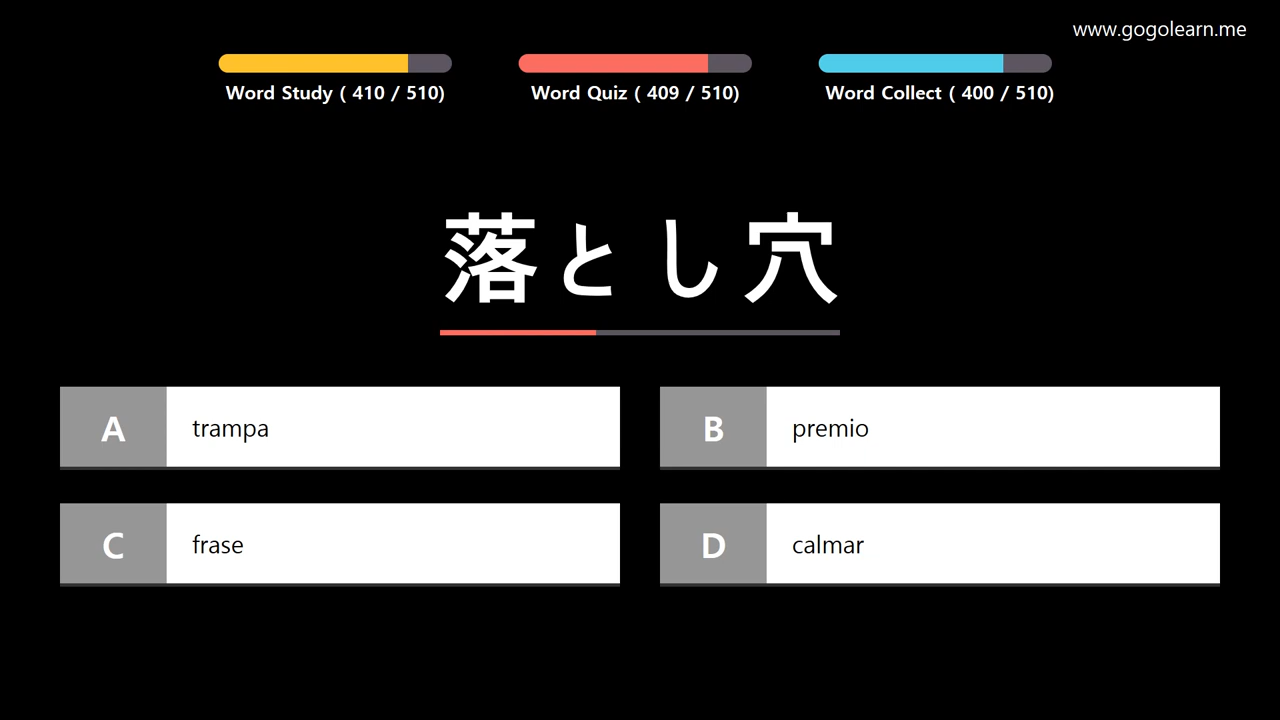 www.gogolearn.me
Word Study ( 410 / 510)
Word Quiz ( 409 / 510)
Word Collect ( 400 / 510)
落とし穴
A trampa
B premio
C frase
D calmar